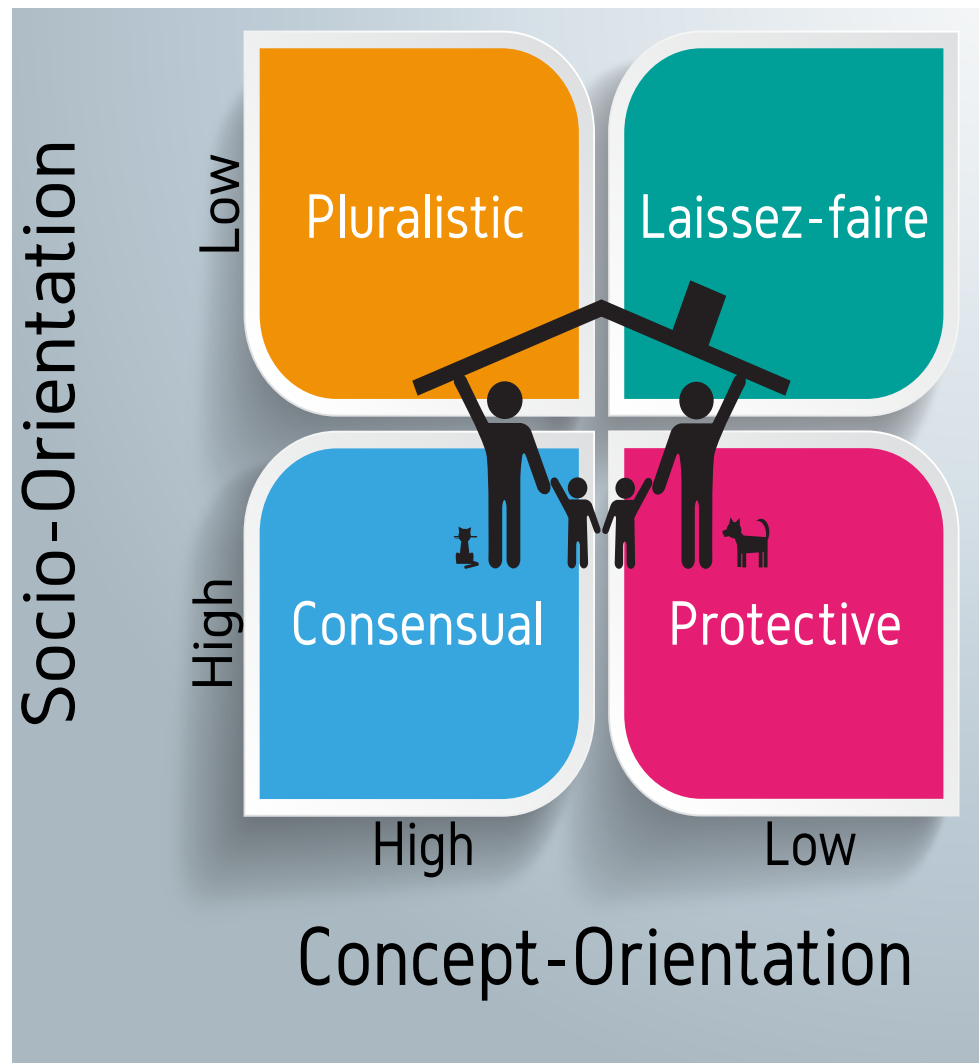 Socio-Orientation
Low
Pluralistic
Laissez-faire
High
Consensual
Protective
High
Low
Concept-Orientation